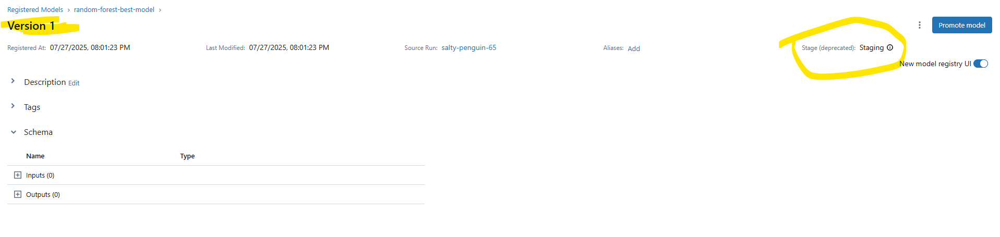 Registered Models › random-forest-best-model ›
Version 1
Promote model
Registered At: 07/27/2025, 08:01:23 PM Last Modified: 07/27/2025, 08:01:23 PM Source Run: salty-penguin-65 Aliases: Add Stage (deprecated): Staging
New model registry UI
Description Edit
Tags
Schema
Name Type
Inputs (0)
Outputs (0)